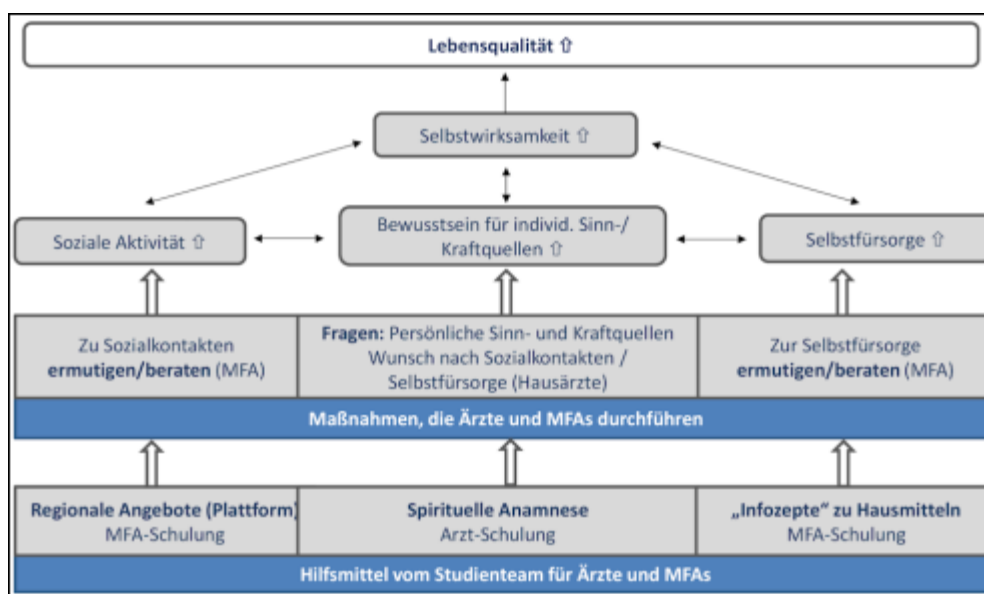 Lebensqualität ⇧
Selbstwirksamkeit ⇧
Soziale Aktivität ⇧
Bewusstsein für individ. Sinn-/
Kraftquellen ⇧
Selbstfürsorge ⇧
Zu Sozialkontakten
ermutigen/beraten (MFA)
Fragen: Persönliche Sinn- und Kraftquellen
Wunsch nach Sozialkontakten /
Selbstfürsorge (Hausärzte)
Zur Selbstfürsorge
ermutigen/beraten (MFA)
Maßnahmen, die Ärzte und MFAs durchführen
Regionale Angebote (Plattform)
MFA-Schulung
Spirituelle Anamnese
Arzt-Schulung
„Infozepte" zu Hausmitteln
MFA-Schulung
Hilfsmittel vom Studienteam für Ärzte und MFAs